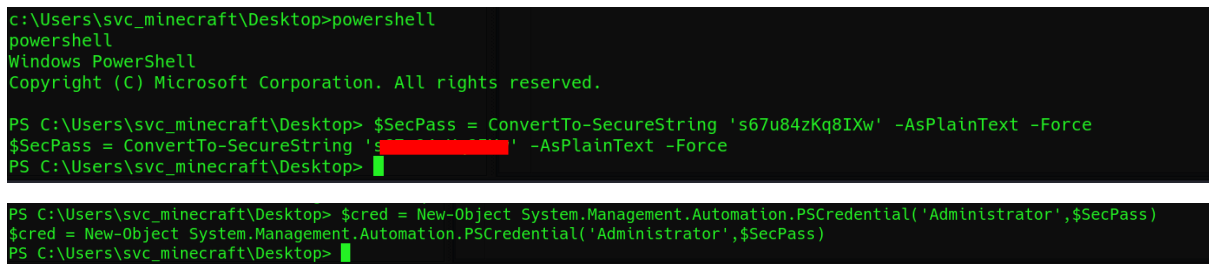 c:\Users\svc_minecraft\Desktop>powershell
powershell
Windows PowerShell
Copyright (C) Microsoft Corporation. All rights reserved.
PS C:\Users\svc_minecraft\Desktop> $SecPass = ConvertTo-SecureString 's67u84zKq8IXw' -AsPlainText -Force
$SecPass = ConvertTo-SecureString 's' -AsPlainText -Force
PS C:\Users\svc_minecraft\Desktop>
PS C:\Users\svc_minecraft\Desktop> $cred = New-Object System.Management.Automation.PSCredential('Administrator',$SecPass)
$cred = New-Object System.Management.Automation.PSCredential('Administrator',$SecPass)
PS C:\Users\svc_minecraft\Desktop>